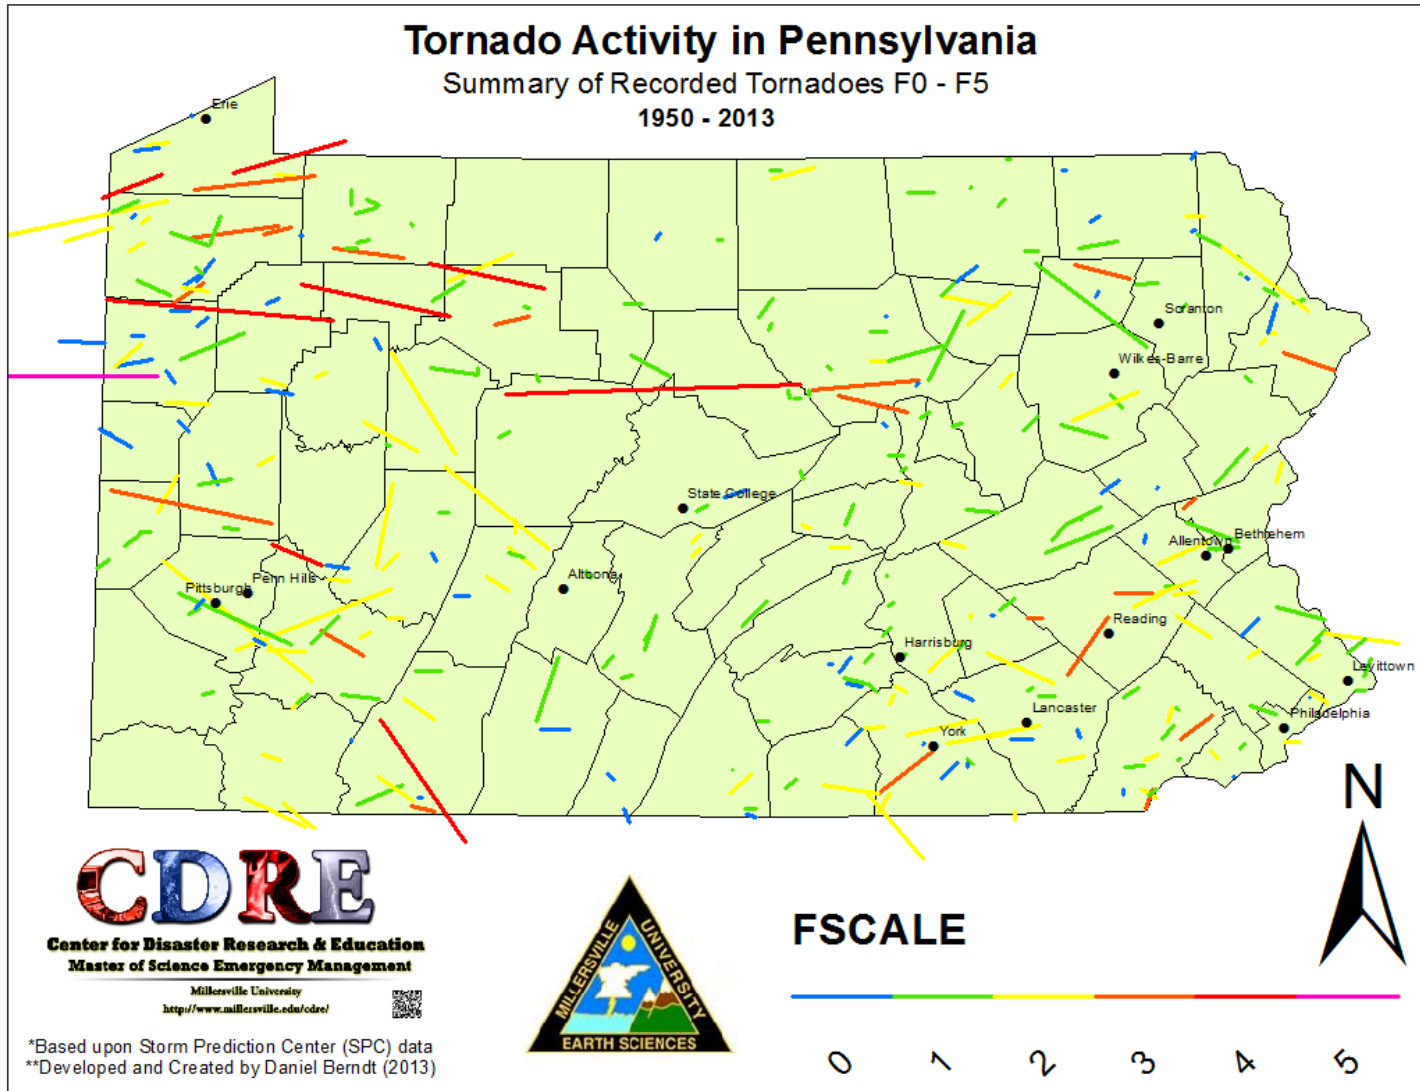 Tornado Activity in Pennsylvania
Summary of Recorded Tornadoes F0 - F5
1950 - 2013
Erie
Scranton
Wilkes-Barre
State College
Bethlehem
Allentown
Altoona
Penn Hills
Pittsburgh
Reading
Harrisburg
Levittown
Lancaster
Philadelphia
York
N
CDRE
Center for Disaster Research & Education
Master of Science Emergency Management
Millersville University
http://www.millersville.edu/cdre/
*Based upon Storm Prediction Center (SPC) data
**Developed and Created by Daniel Berndt (2013)
MILLERSVILLE UNIVERSITY
EARTH SCIENCES
FSCALE
0 1 2 3 4 5